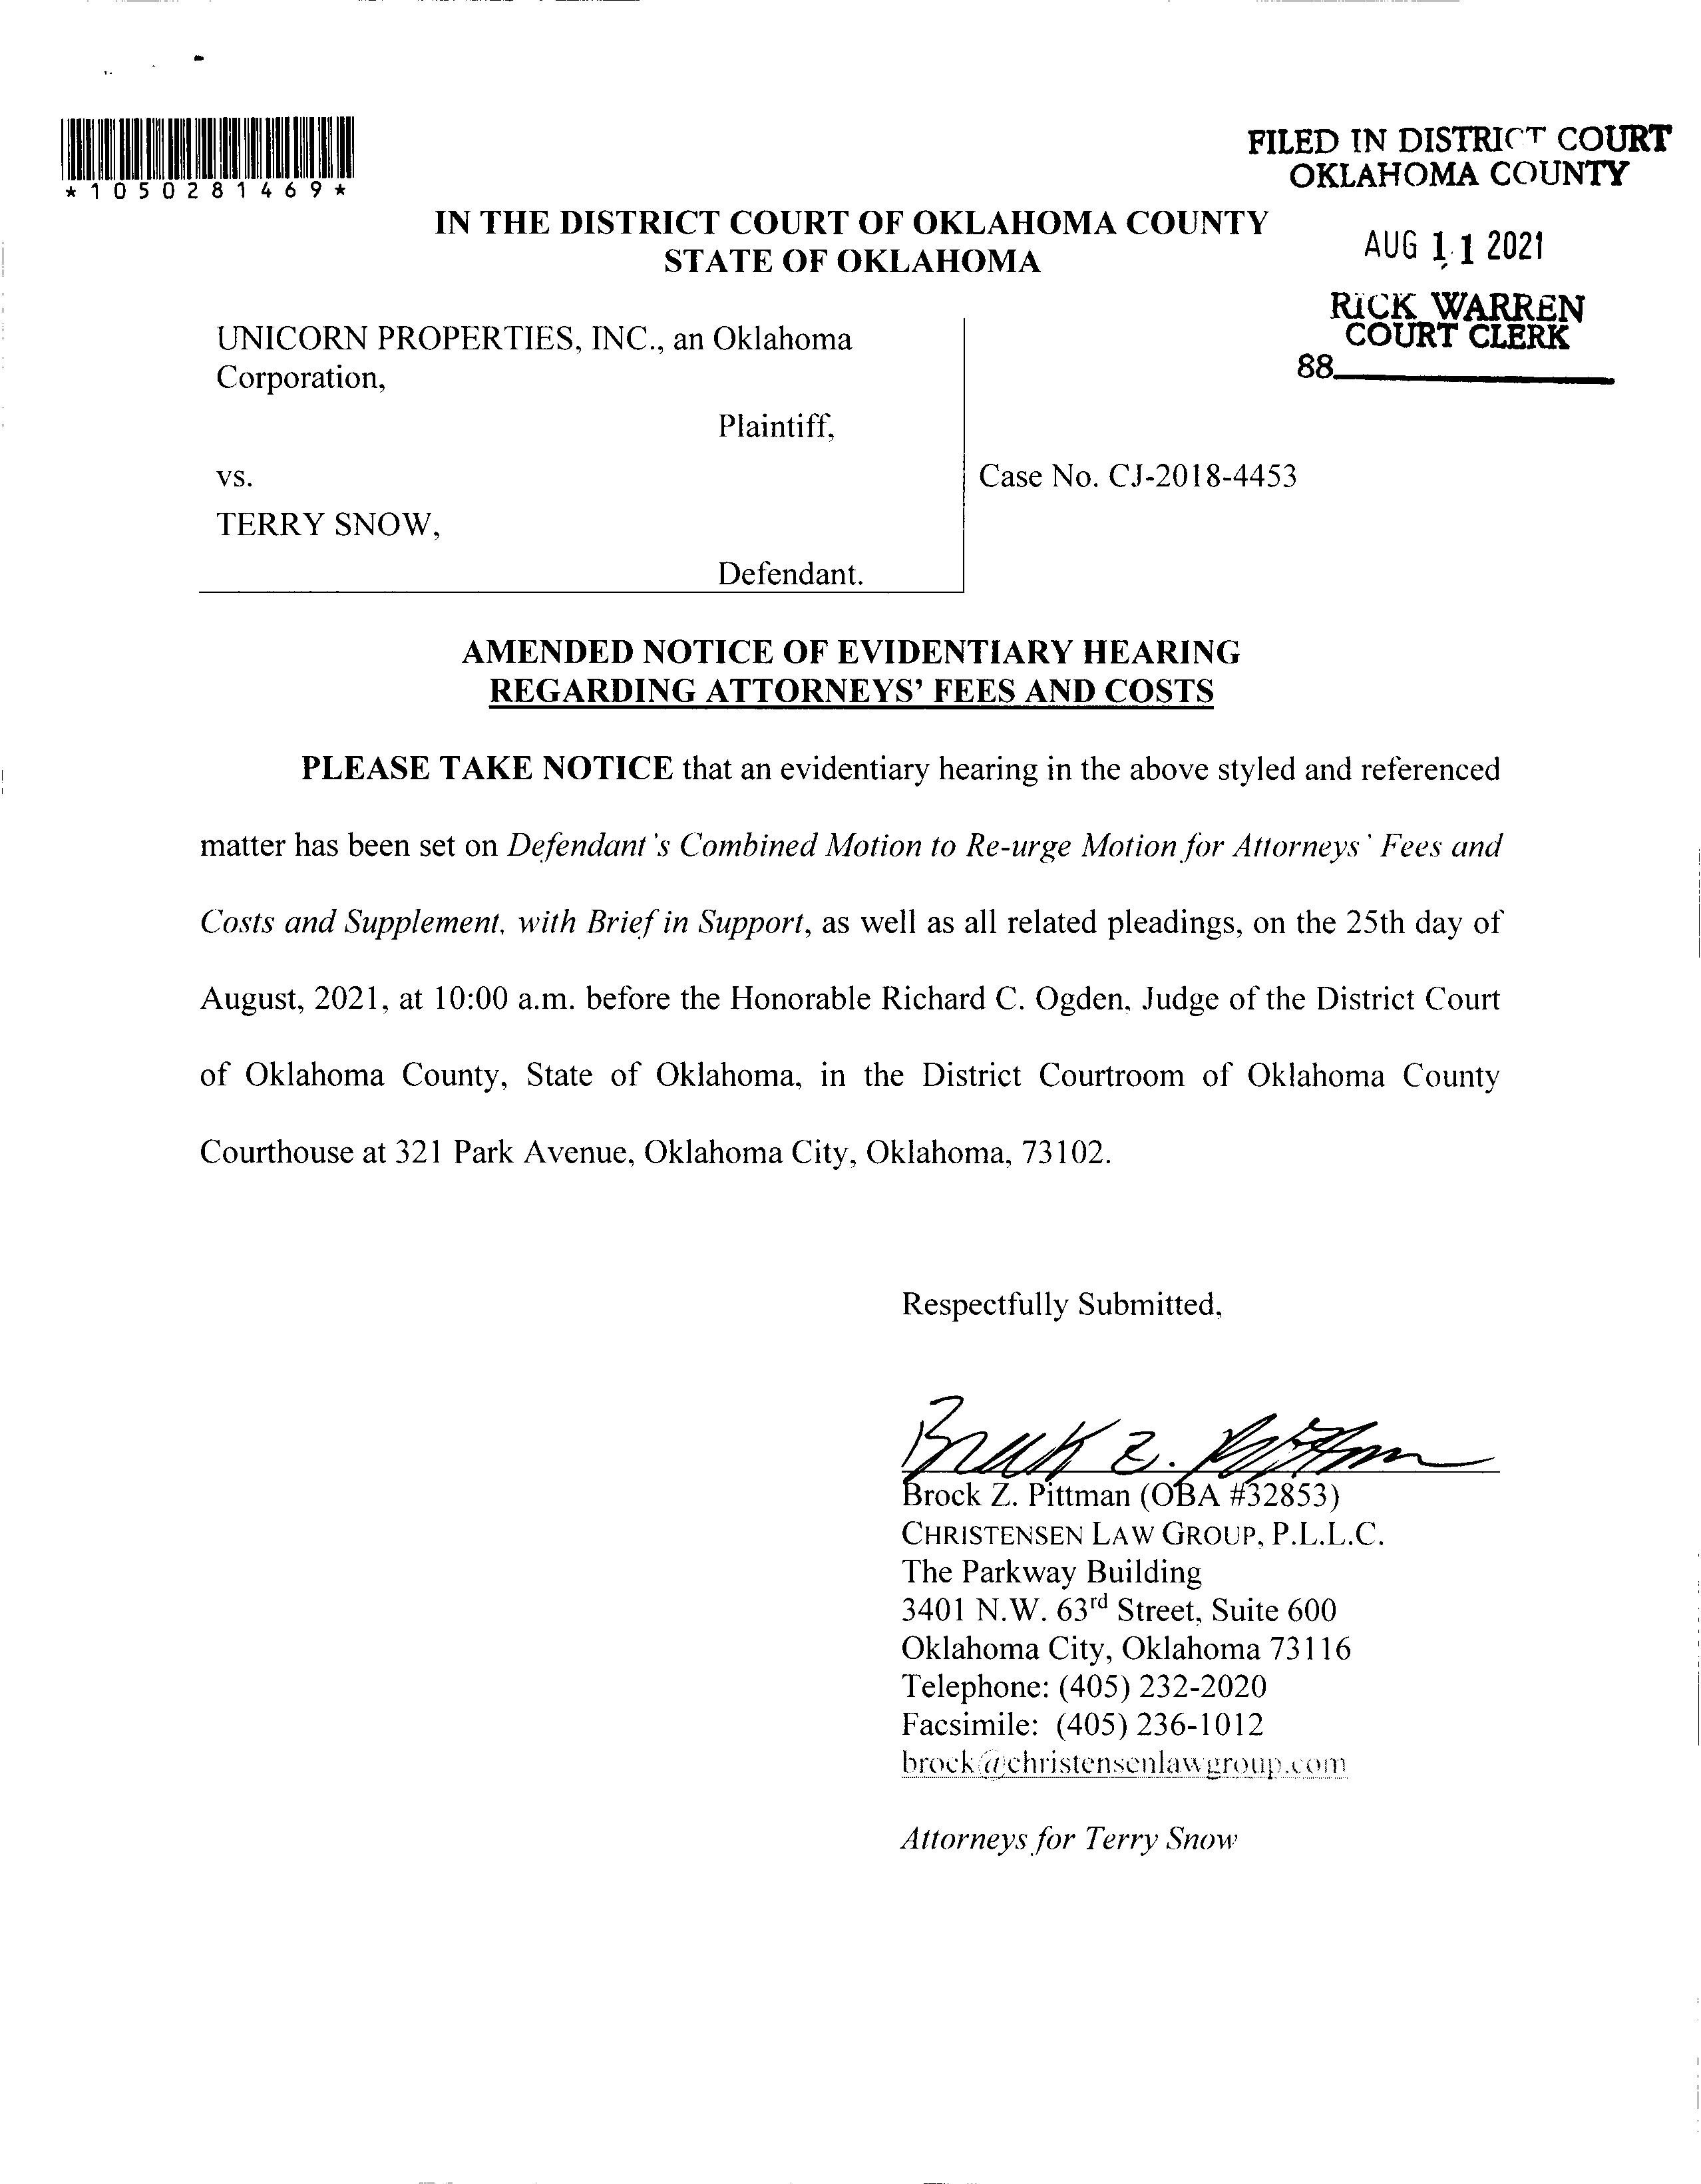 *1050281469*
FILED IN DISTRICT COURT
OKLAHOMA COUNTY
IN THE DISTRICT COURT OF OKLAHOMA COUNTY
STATE OF OKLAHOMA
AUG 11 2021
RICK WARREN
COURT CLERK
88
UNICORN PROPERTIES, INC., an Oklahoma
Corporation,
Plaintiff,
vs.
Case No. CJ-2018-4453
TERRY SNOW,
Defendant.
AMENDED NOTICE OF EVIDENTIARY HEARING
REGARDING ATTORNEYS' FEES AND COSTS
PLEASE TAKE NOTICE that an evidentiary hearing in the above styled and referenced
matter has been set on Defendant's Combined Motion to Re-urge Motion for Attorneys' Fees and
Costs and Supplement, with Brief in Support, as well as all related pleadings, on the 25th day of
August, 2021, at 10:00 a.m. before the Honorable Richard C. Ogden, Judge of the District Court
of Oklahoma County, State of Oklahoma, in the District Courtroom of Oklahoma County
Courthouse at 321 Park Avenue, Oklahoma City, Oklahoma, 73102.
Respectfully Submitted,
Brock Z. Pittman
Brock Z. Pittman (OBA #32853)
CHRISTENSEN LAW GROUP, P.L.L.C.
The Parkway Building
3401 N.W. 63rd Street, Suite 600
Oklahoma City, Oklahoma 73116
Telephone: (405) 232-2020
Facsimile: (405) 236-1012
brock@christensenlawgroup.com
Attorneys for Terry Snow